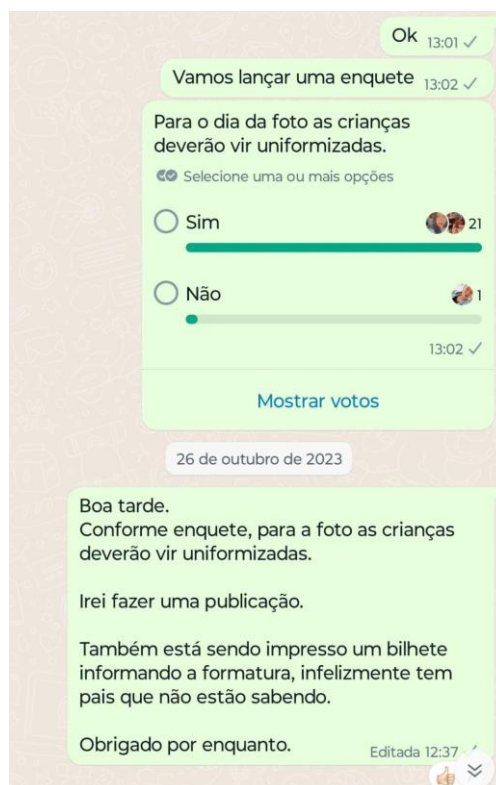 Ok 13:01
Vamos lançar uma enquete 13:02
Para o dia da foto as crianças
deverão vir uniformizadas.
Selecione uma ou mais opções
Sim 21
Não 1
13:02
Mostrar votos
26 de outubro de 2023
Boa tarde.
Conforme enquete, para a foto as crianças
deverão vir uniformizadas.
Irei fazer uma publicação.
Também está sendo impresso um bilhete
informando a formatura, infelizmente tem
pais que não estão sabendo.
Obrigado por enquanto. Editada 12:37